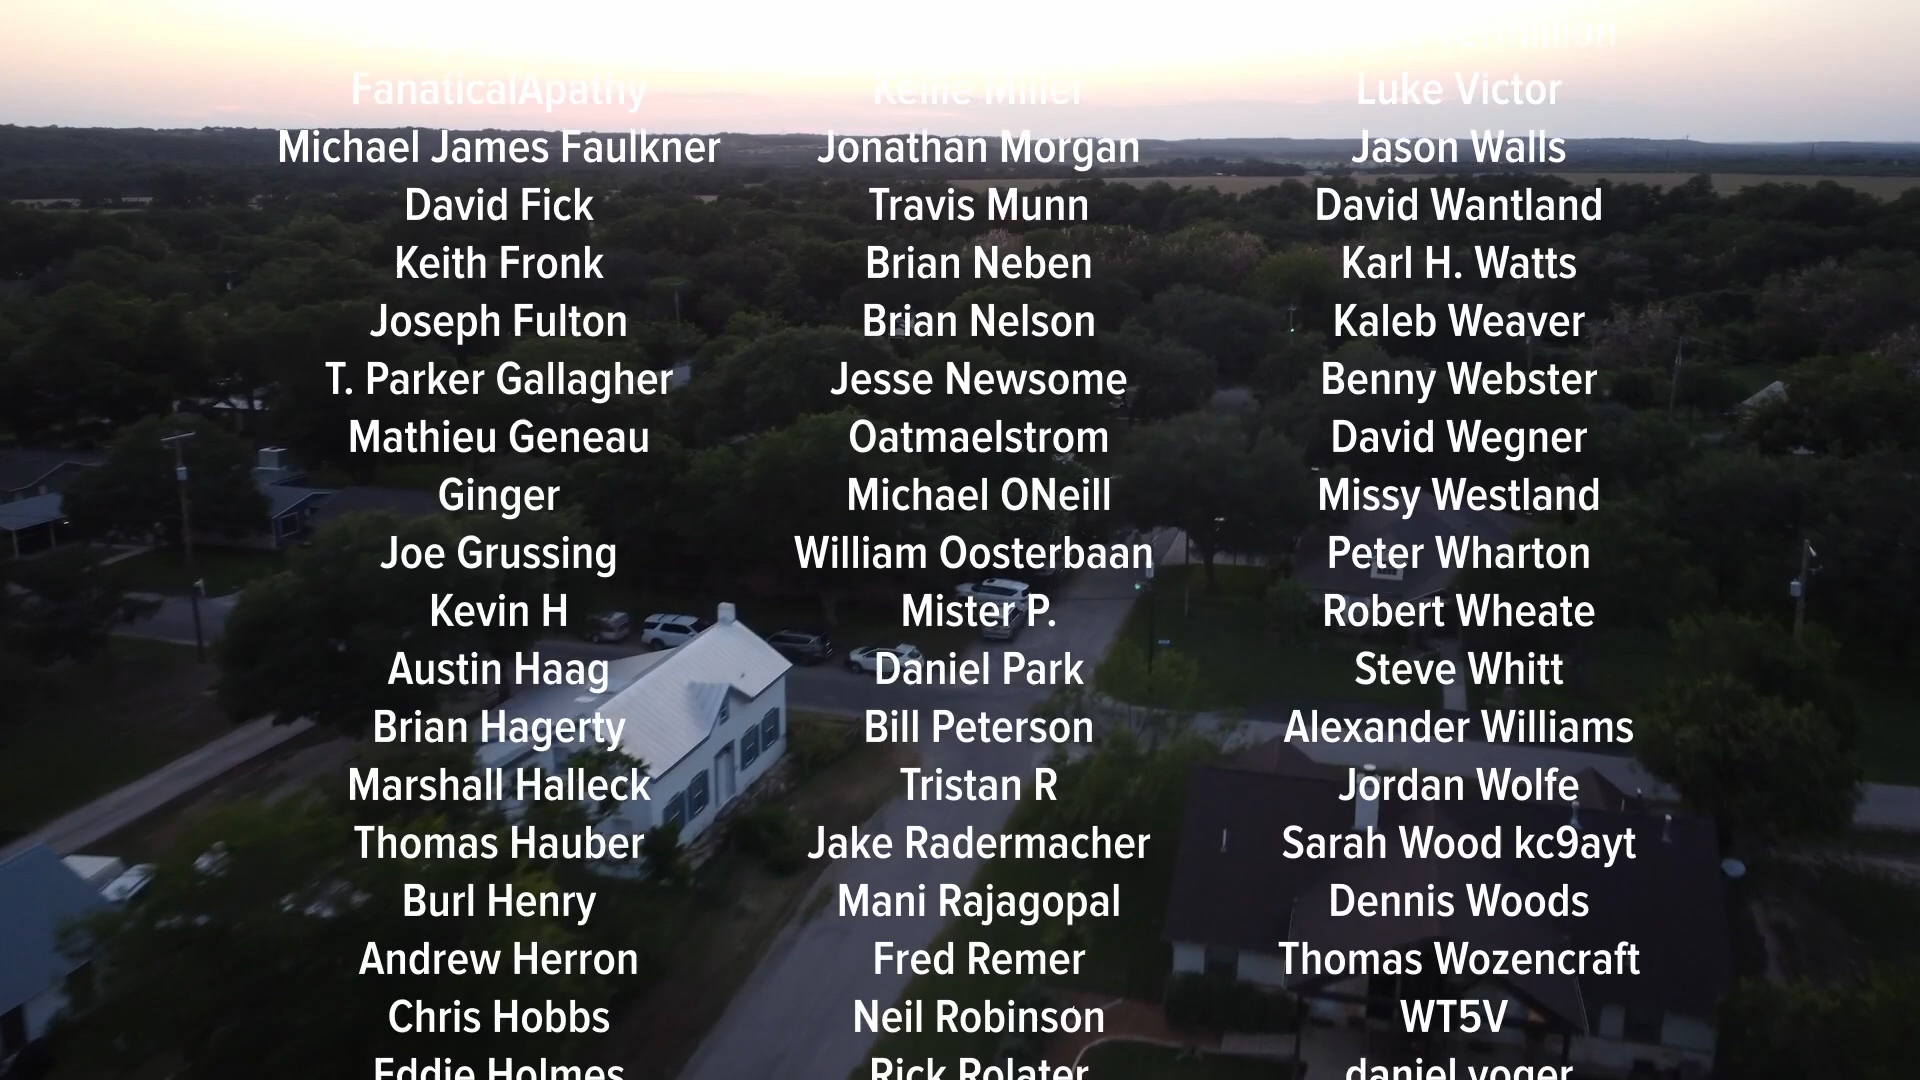 FanaticalApathy
Michael James Faulkner
David Fick
Keith Fronk
Joseph Fulton
T. Parker Gallagher
Mathieu Geneau
Ginger
Joe Grussing
Kevin H
Austin Haag
Brian Hagerty
Marshall Halleck
Thomas Hauber
Burl Henry
Andrew Herron
Chris Hobbs
Eddie Holmes
Kellie Miller
Jonathan Morgan
Travis Munn
Brian Neben
Brian Nelson
Jesse Newsome
Oatmaelstrom
Michael ONeill
William Oosterbaan
Mister P.
Daniel Park
Bill Peterson
Tristan R
Jake Radermacher
Mani Rajagopal
Fred Remer
Neil Robinson
Rick Rolater
Luke Victor
Jason Walls
David Wantland
Karl H. Watts
Kaleb Weaver
Benny Webster
David Wegner
Missy Westland
Peter Wharton
Robert Wheate
Steve Whitt
Alexander Williams
Jordan Wolfe
Sarah Wood kc9ayt
Dennis Woods
Thomas Wozencraft
WT5V
daniel yoger